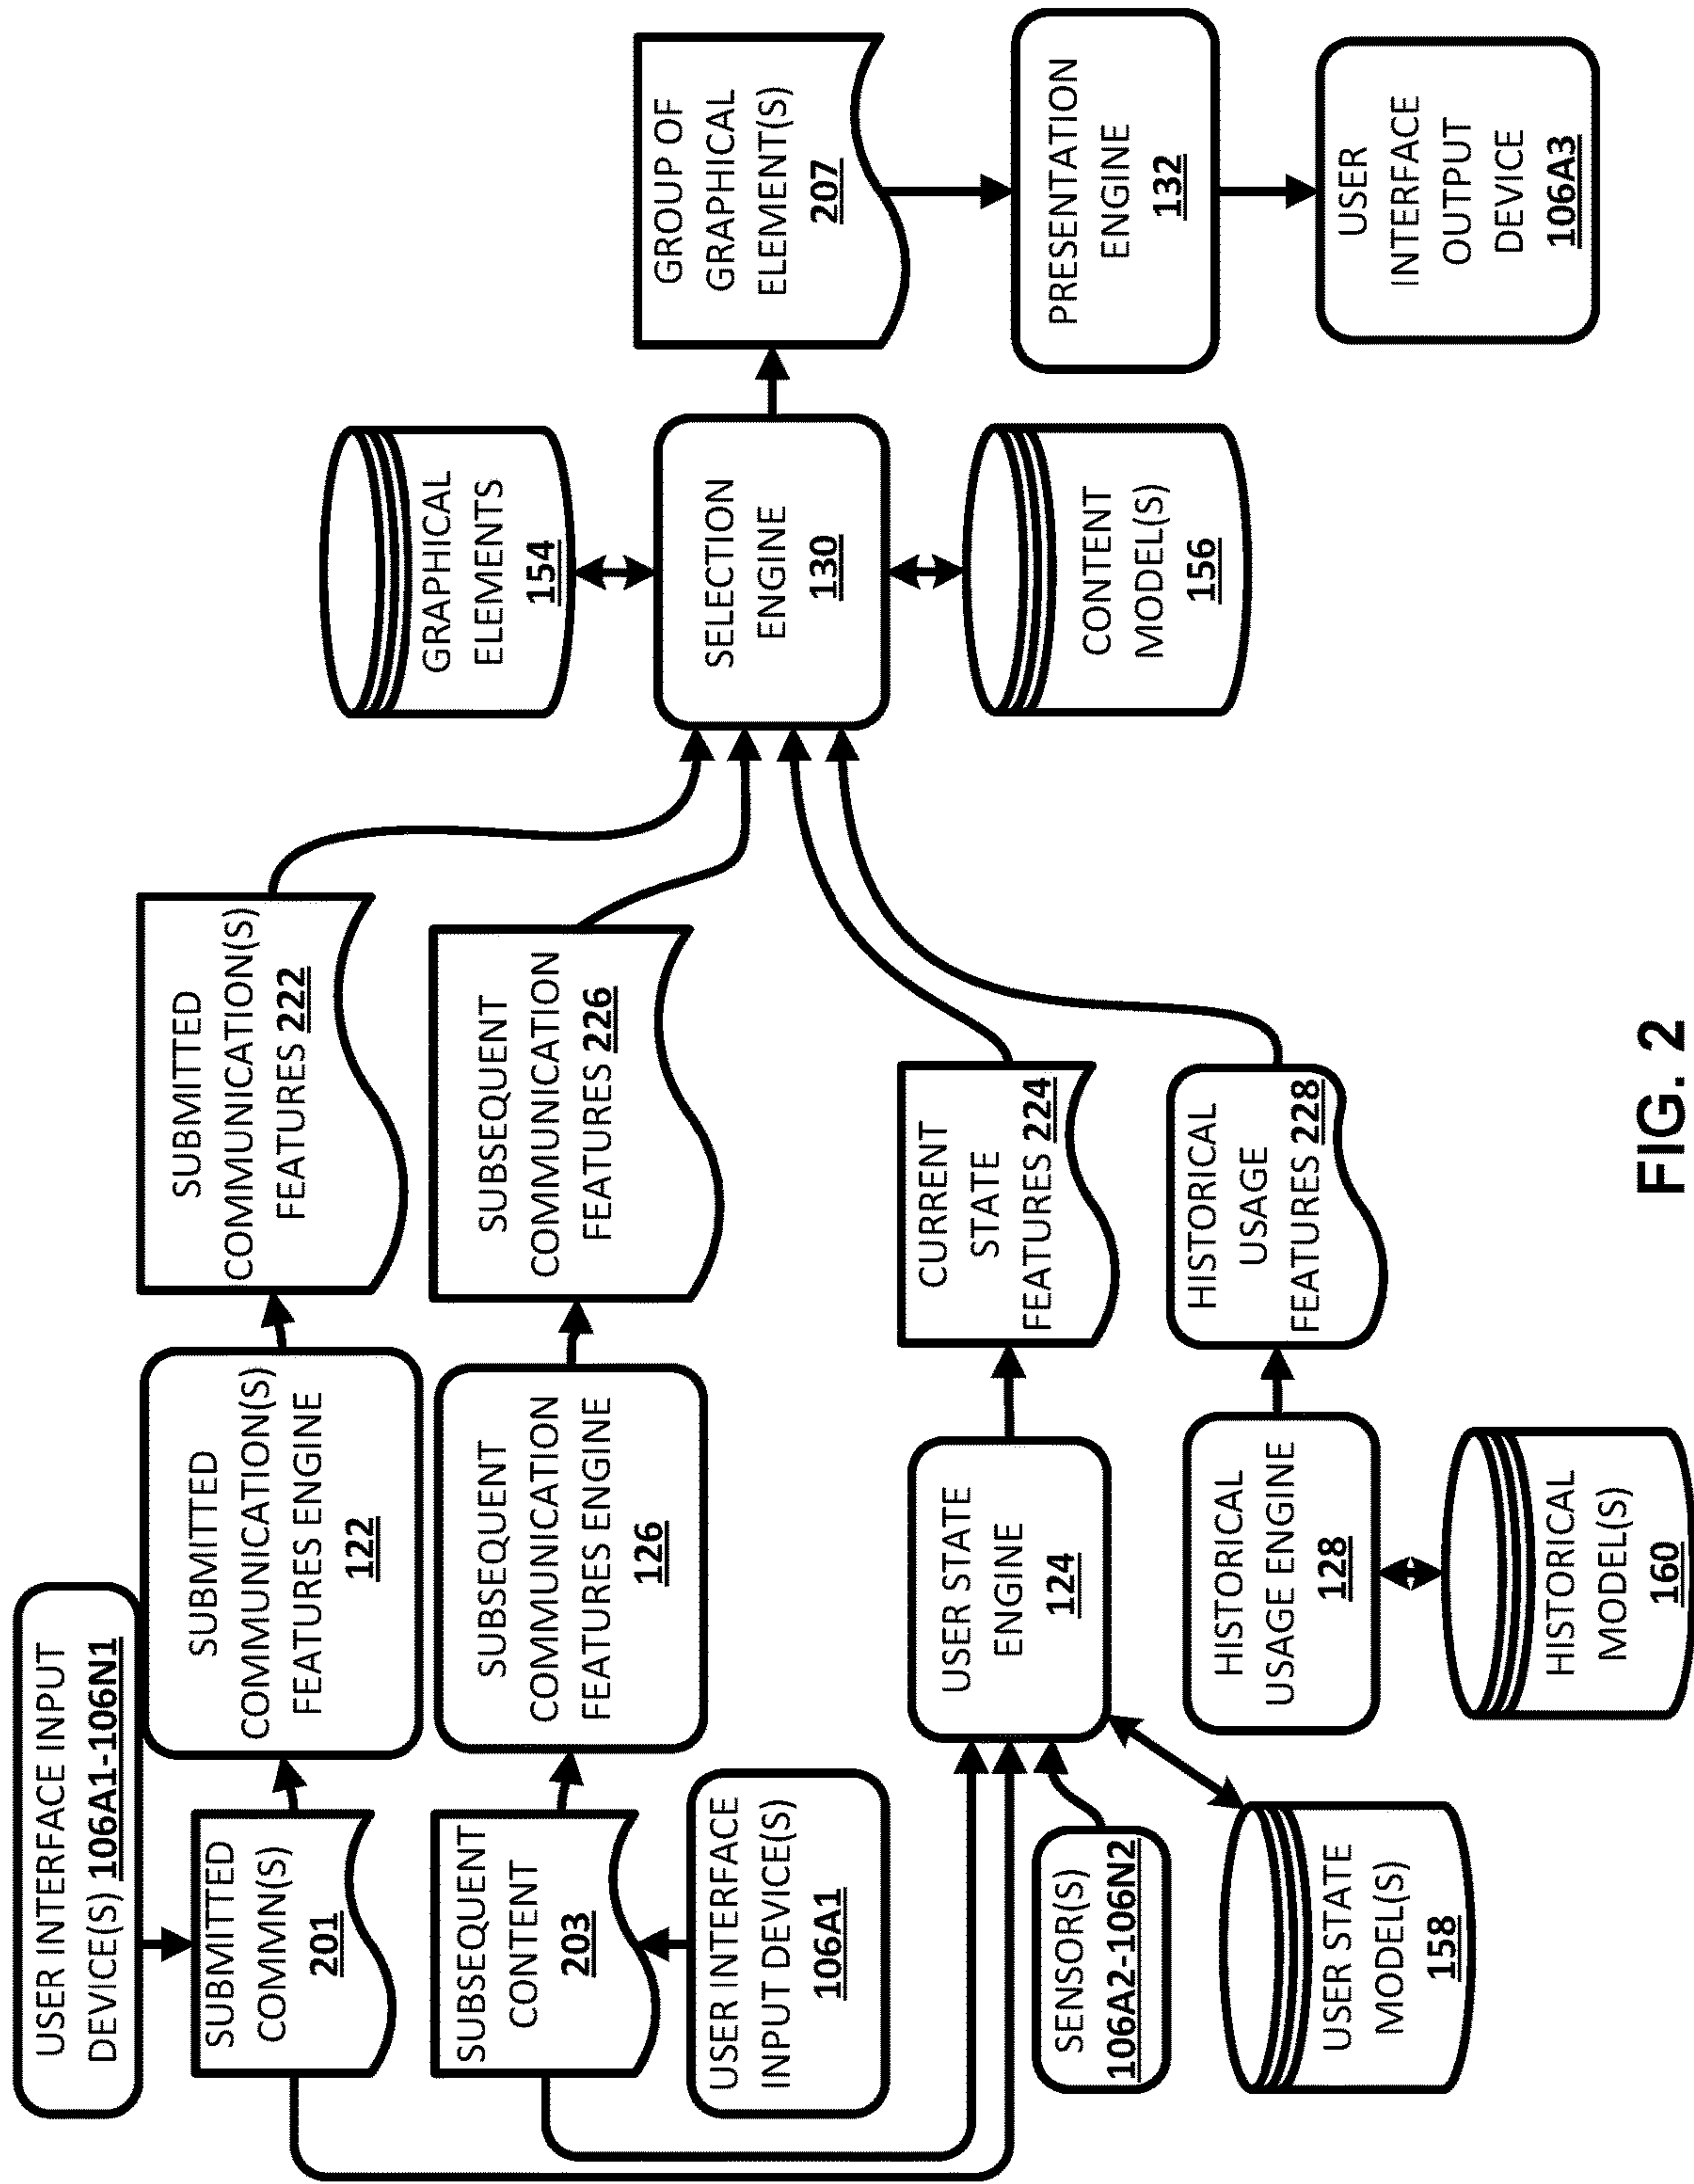 USER INTERFACE INPUT
DEVICE(S) 106A1-106N1
SUBMITTED
COMMN(S)
201
SUBMITTED
COMMUNICATION(S)
FEATURES ENGINE
122
SUBMITTED
COMMUNICATION(S)
FEATURES 222
SUBSEQUENT
CONTENT
203
SUBSEQUENT
COMMUNICATION
FEATURES ENGINE
126
SUBSEQUENT
COMMUNICATION
FEATURES 226
USER INTERFACE
INPUT DEVICE(S)
106A1
SENSOR(S)
106A2-106N2
USER STATE
MODEL(S)
158
USER STATE
ENGINE
124
CURRENT
STATE
FEATURES 224
HISTORICAL
USAGE ENGINE
128
HISTORICAL
USAGE
FEATURES 228
HISTORICAL
MODEL(S)
160
GRAPHICAL
ELEMENTS
154
SELECTION
ENGINE
130
CONTENT
MODEL(S)
156
GROUP OF
GRAPHICAL
ELEMENT(S)
207
PRESENTATION
ENGINE
132
USER
INTERFACE
OUTPUT
DEVICE
106A3
FIG. 2